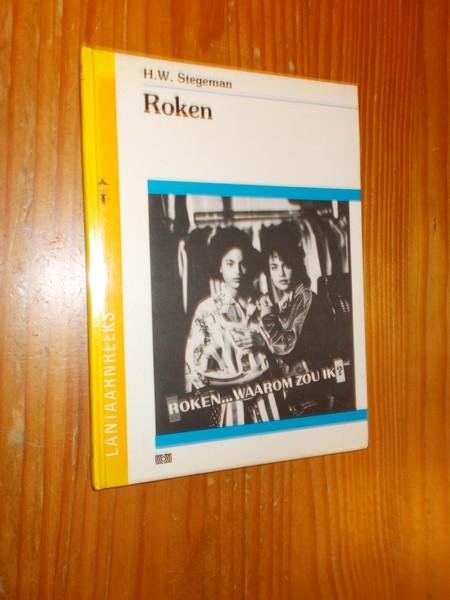 H.W. Stegeman
Roken
ROKEN...WAAROM ZOU IK?
LANTAARNREEKS